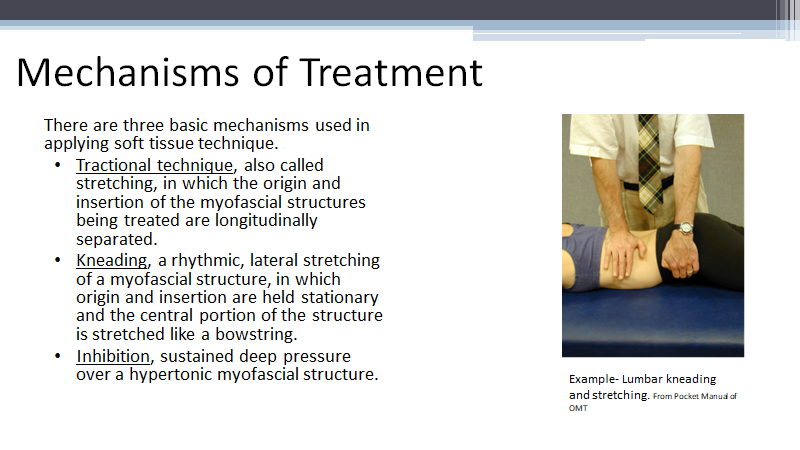 Mechanisms of Treatment
There are three basic mechanisms used in
applying soft tissue technique.
• Tractional technique, also called
stretching, in which the origin and
insertion of the myofascial structures
being treated are longitudinally
separated.
• Kneading, a rhythmic, lateral stretching
of a myofascial structure, in which
origin and insertion are held stationary
and the central portion of the structure
is stretched like a bowstring.
• Inhibition, sustained deep pressure
over a hypertonic myofascial structure.
Example- Lumbar kneading
and stretching. From Pocket Manual of
OMT